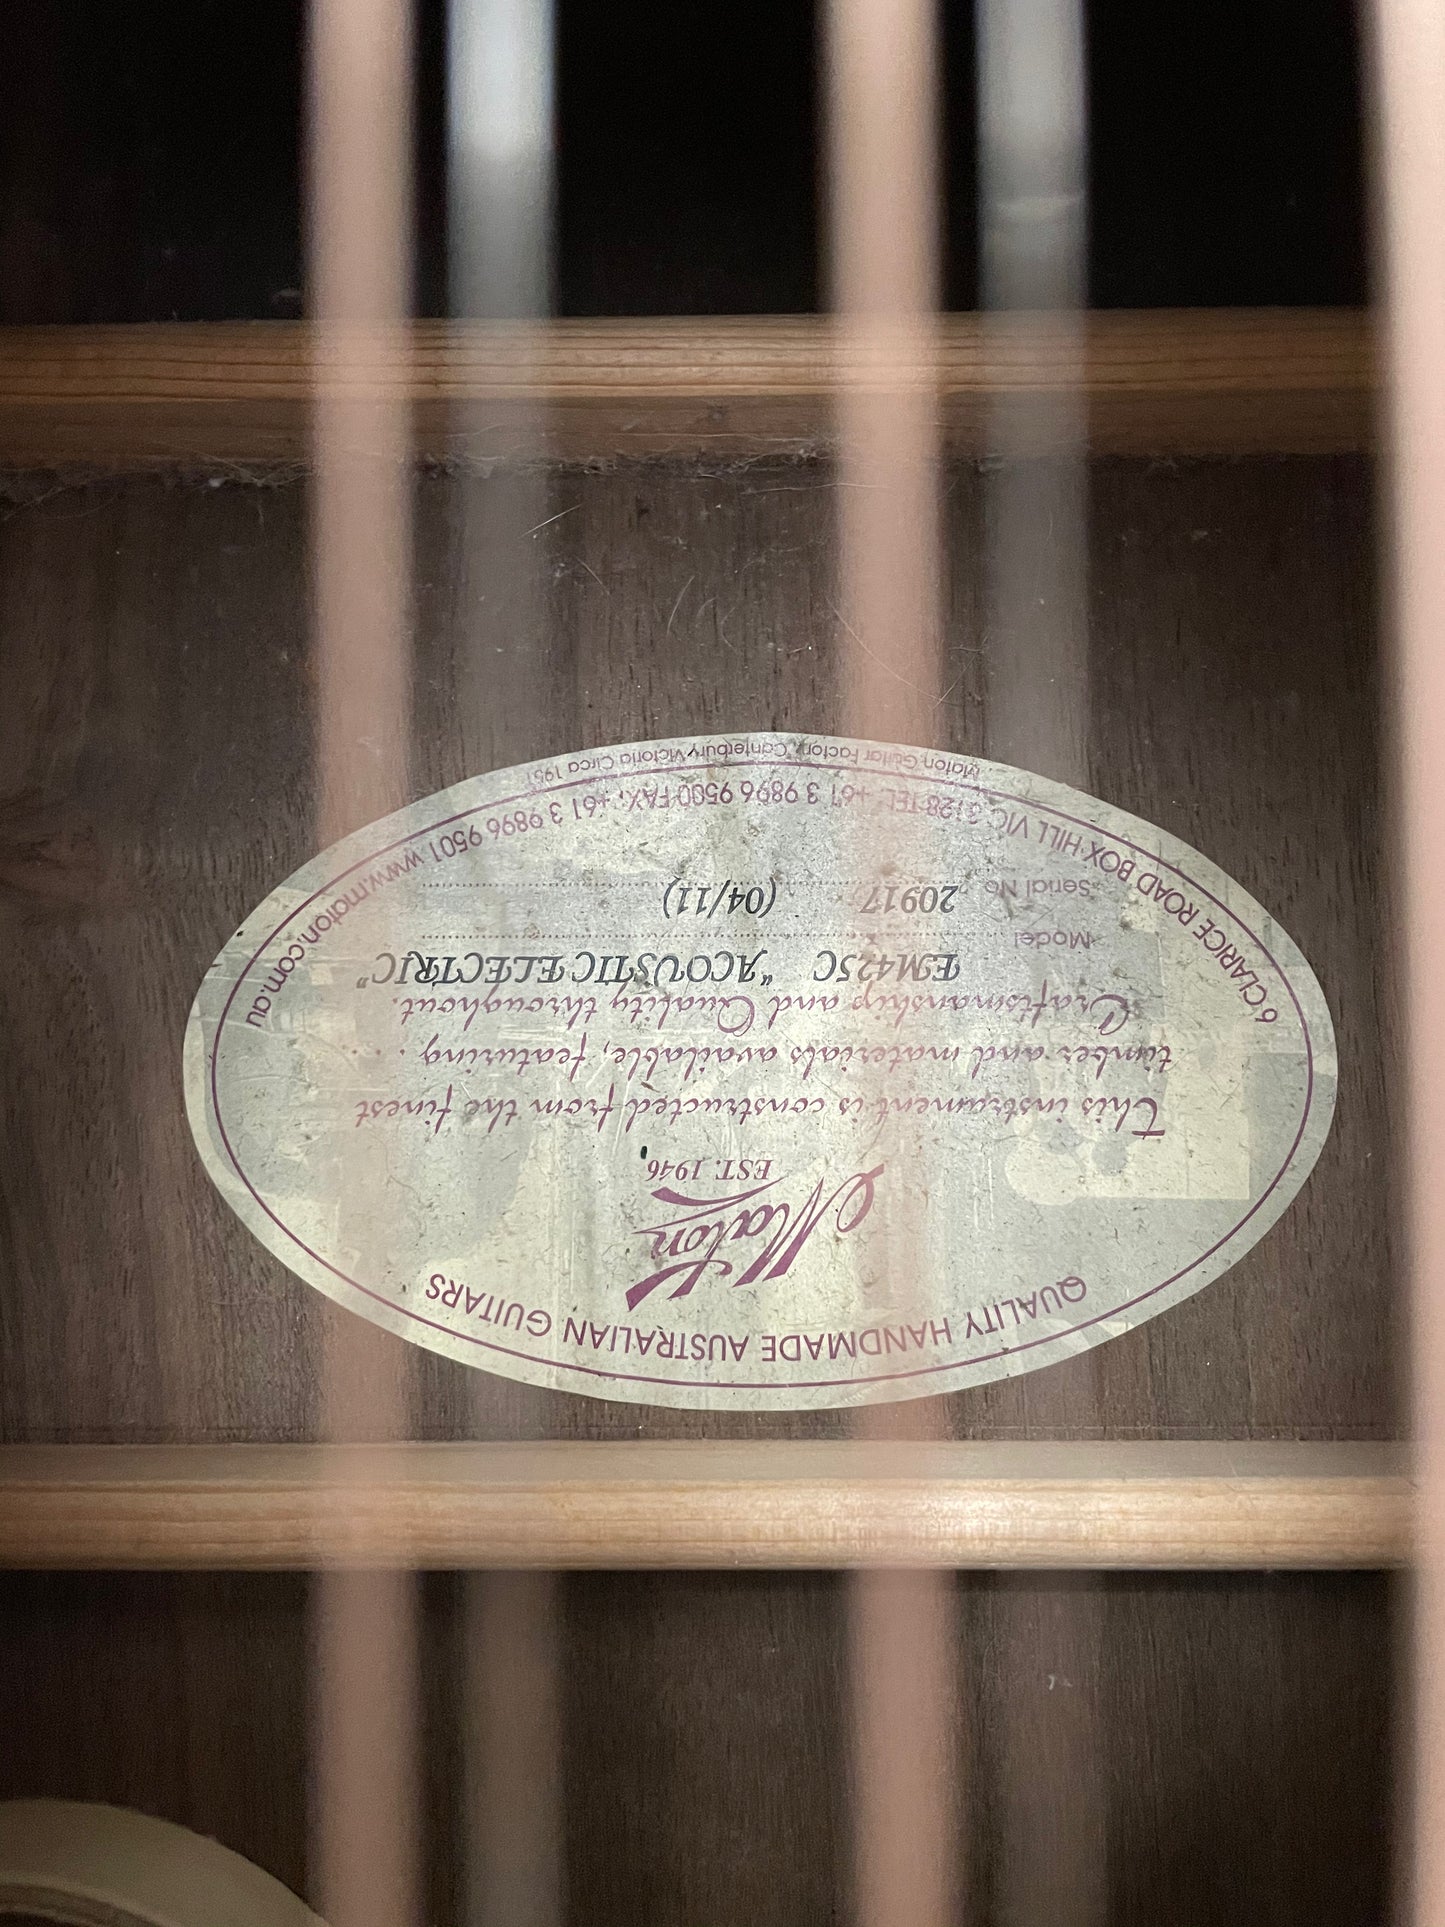 QUALITY HANDMADE AUSTRALIAN GUITARS
Maton
EST. 1946
This instrument is constructed from the finest
timber and materials available, featuring . . .
Craftsmanship and Quality throughout.
Model EM425C "ACOUSTIC ELECTRIC"
Serial No. 20917 (04/11)
6 CLARICE ROAD BOX HILL VIC 3128 TEL: +61 3 9896 9500 FAX: +61 3 9896 9501 www.maton.com.au
Maton Guitar Factory, Canterbury Victoria Circa 1951